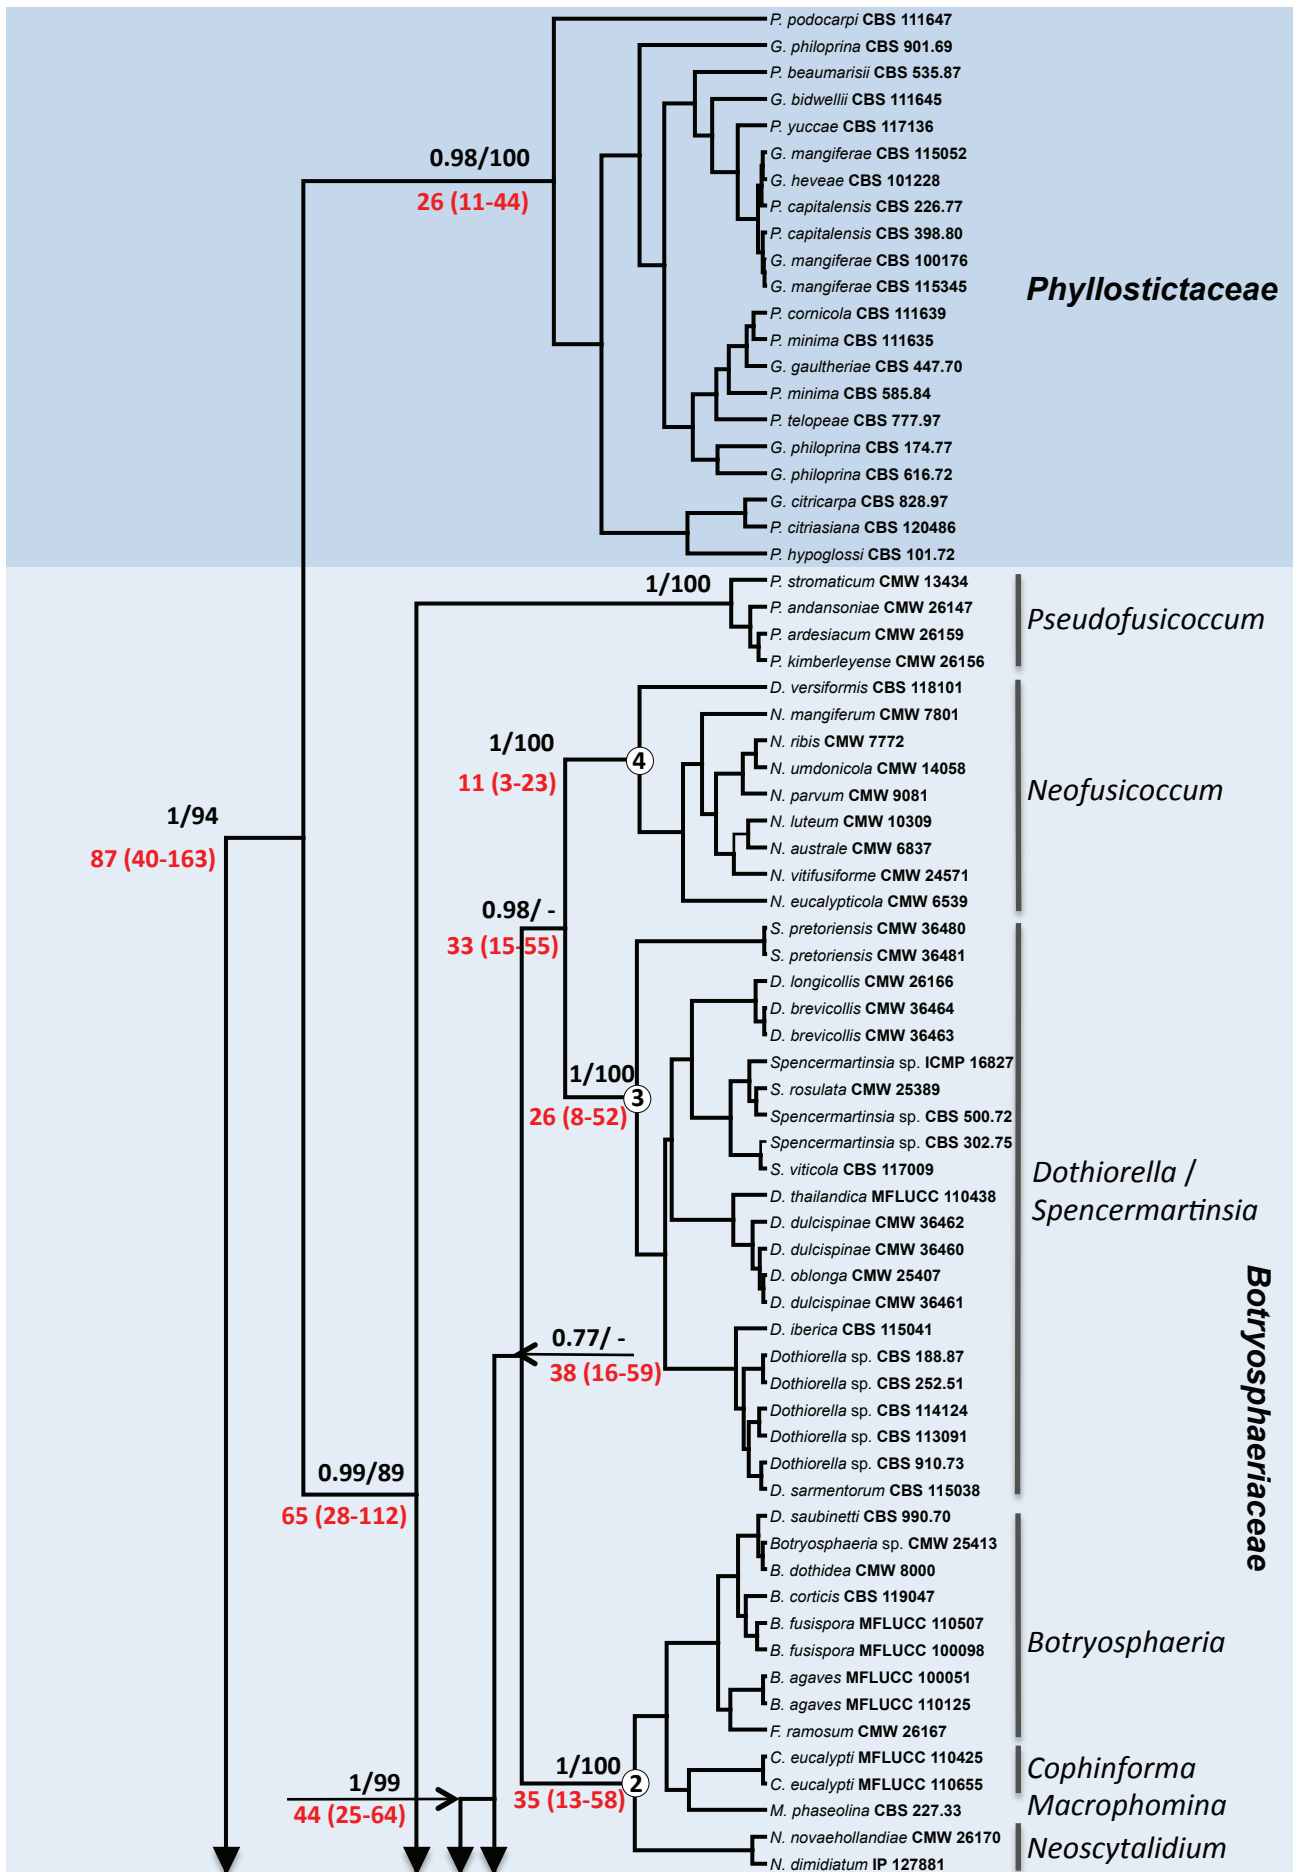 P. podocarpi CBS 111647
G. philoprina CBS 901.69
P. beaumarisii CBS 535.87
G. bidwellii CBS 111645
P. yuccae CBS 117136
0.98/100
G. mangiferae CBS 115052
G. heveae CBS 101228
26 (11-44)
P. capitalensis CBS 226.77
P. capitalensis CBS 398.80
G. mangiferae CBS 100176
G. mangiferae CBS 115345
Phyllostictaceae
P. cornicola CBS 111639
P. minima CBS 111635
G. gaultheriae CBS 447.70
P. minima CBS 585.84
P. telopeae CBS 777.97
G. philoprina CBS 174.77
G. philoprina CBS 616.72
G. citricarpa CBS 828.97
P. citriasiana CBS 120486
P. hypoglossi CBS 101.72
1/100
P. stromaticum CMW 13434
P. andansoniae CMW 26147
Pseudofusicoccum
P. ardesiacum CMW 26159
P. kimberleyense CMW 26156
D. versiformis CBS 118101
N. mangiferum CMW 7801
1/100
N. ribis CMW 7772
4
N. umdonicola CMW 14058
11 (3-23)
Neofusicoccum
N. parvum CMW 9081
1/94
N. luteum CMW 10309
N. australe CMW 6837
87 (40-163)
N. vitifusiforme CMW 24571
N. eucalypticola CMW 6539
0.98/ -
S. pretoriensis CMW 36480
33 (15-55)
S. pretoriensis CMW 36481
D. longicollis CMW 26166
D. brevicollis CMW 36464
D. brevicollis CMW 36463
Spencermartinsia sp. ICMP 16827
1/100
3
S. rosulata CMW 25389
26 (8-52)
Spencermartinsia sp. CBS 500.72
Spencermartinsia sp. CBS 302.75
S. viticola CBS 117009
Dothiorella /
Spencermartinsia
D. thailandica MFLUCC 110438
D. dulcispinae CMW 36462
D. dulcispinae CMW 36460
D. oblonga CMW 25407
D. dulcispinae CMW 36461
Botryosphaeriaceae
D. iberica CBS 115041
0.77/ -
38 (16-59)
Dothiorella sp. CBS 188.87
Dothiorella sp. CBS 252.51
Dothiorella sp. CBS 114124
Dothiorella sp. CBS 113091
0.99/89
Dothiorella sp. CBS 910.73
D. sarmentorum CBS 115038
65 (28-112)
D. saubinetti CBS 990.70
Botryosphaeria sp. CMW 25413
B. dothidea CMW 8000
B. corticis CBS 119047
B. fusispora MFLUCC 110507
Botryosphaeria
B. fusispora MFLUCC 100098
B. agaves MFLUCC 100051
B. agaves MFLUCC 110125
F. ramosum CMW 26167
C. eucalypti MFLUCC 110425
Cophinforma
1/100
2
C. eucalypti MFLUCC 110655
1/99
35 (13-58)
M. phaseolina CBS 227.33
Macrophomina
44 (25-64)
N. novaehollandiae CMW 26170
Neoscytalidium
N. dimidiatum IP 127881